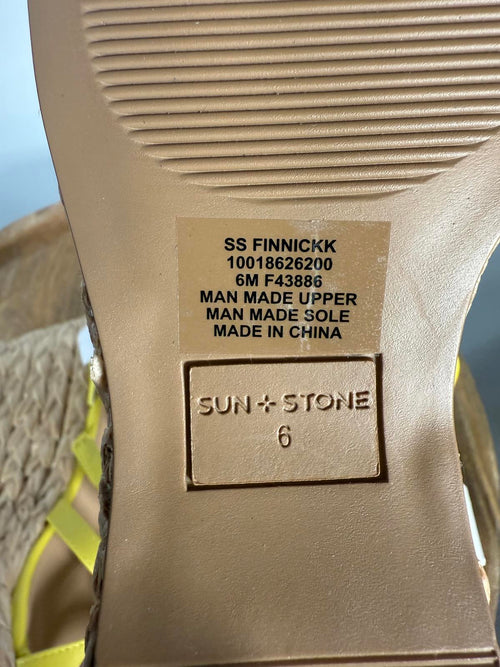 SS FINNICKK
10018626200
6M F43886
MAN MADE UPPER
MAN MADE SOLE
MADE IN CHINA
SUN + STONE
6